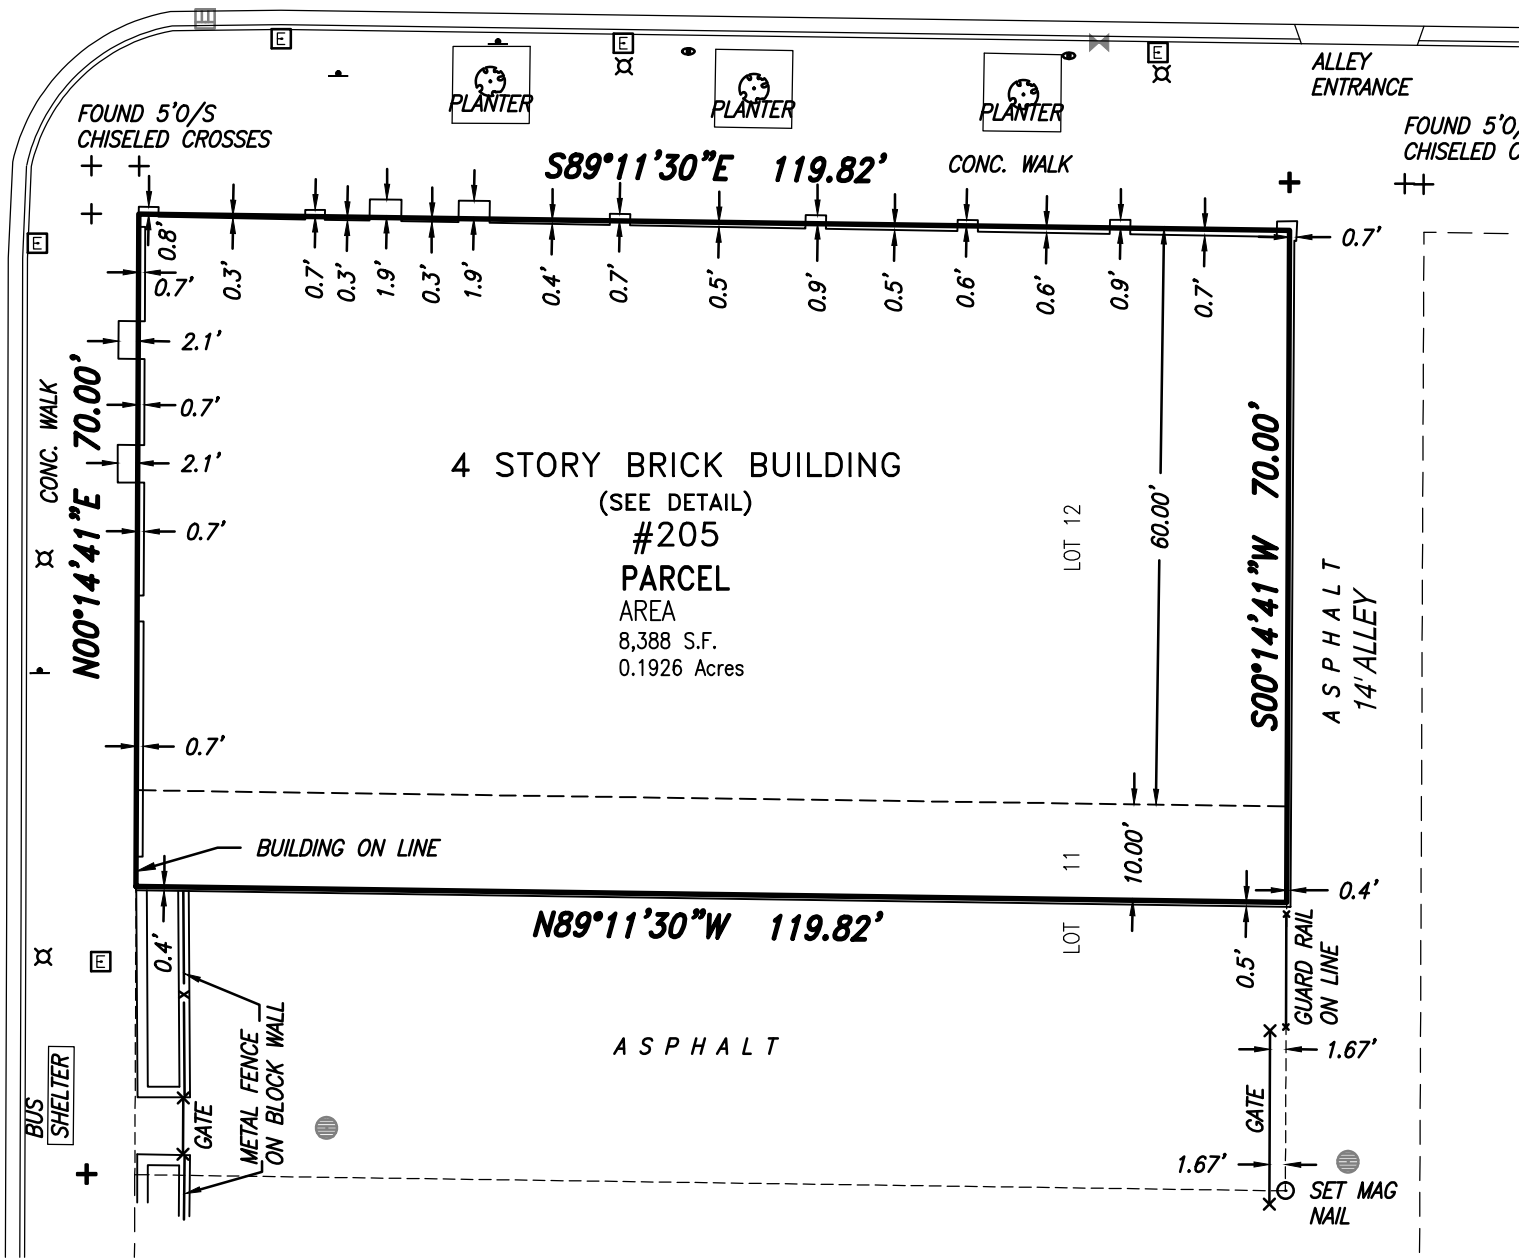 E
E
E
ALLEY
ENTRANCE
PLANTER
PLANTER
PLANTER
FOUND 5'O/S
CHISELED CROSSES
FOUND 5'O/
CHISELED C
S89°11'30"E 119.82'
CONC. WALK
E
0.8'
0.7'
0.3'
0.7'
0.3'
1.9'
0.3'
1.9'
0.4'
0.7'
0.5'
0.9'
0.5'
0.6'
0.6'
0.9'
0.7'
0.7'
2.1'
0.7'
2.1'
0.7'
0.7'
CONC. WALK
N00°14'41"E 70.00'
4 STORY BRICK BUILDING
(SEE DETAIL)
#205
PARCEL
AREA
8,388 S.F.
0.1926 Acres
LOT 12
60.00'
S00°14'41"W 70.00'
ASPHALT
14' ALLEY
BUILDING ON LINE
LOT 11
10.00'
0.4'
N89°11'30"W 119.82'
0.4'
0.5'
E
GUARD RAIL
ON LINE
ASPHALT
METAL FENCE
ON BLOCK WALL
BUS
SHELTER
GATE
GATE
1.67'
1.67'
SET MAG
NAIL